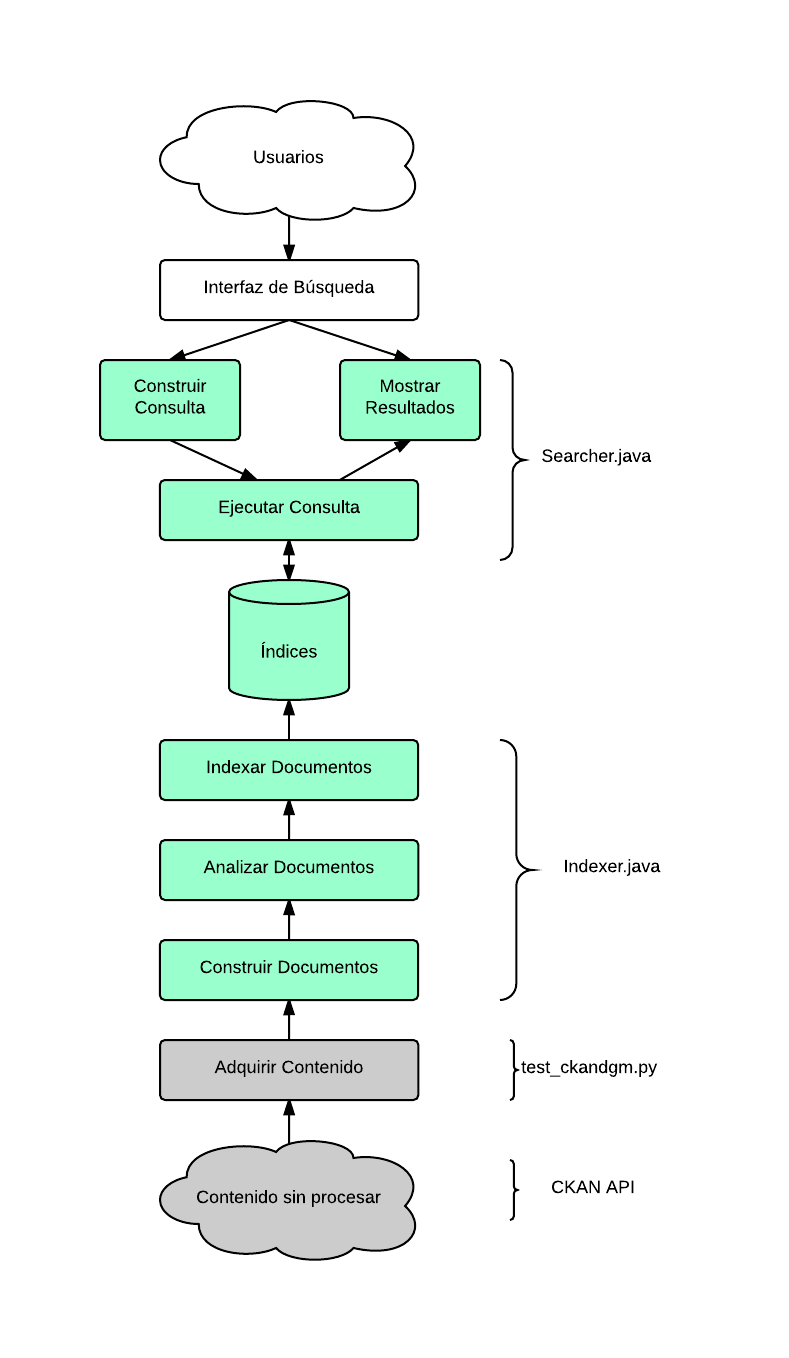 Usuarios
Interfaz de Búsqueda
Construir
Consulta
Mostrar
Resultados
Searcher.java
Ejecutar Consulta
Índices
Indexar Documentos
Analizar Documentos
Indexer.java
Construir Documentos
Adquirir Contenido
test_ckandgm.py
Contenido sin procesar
CKAN API